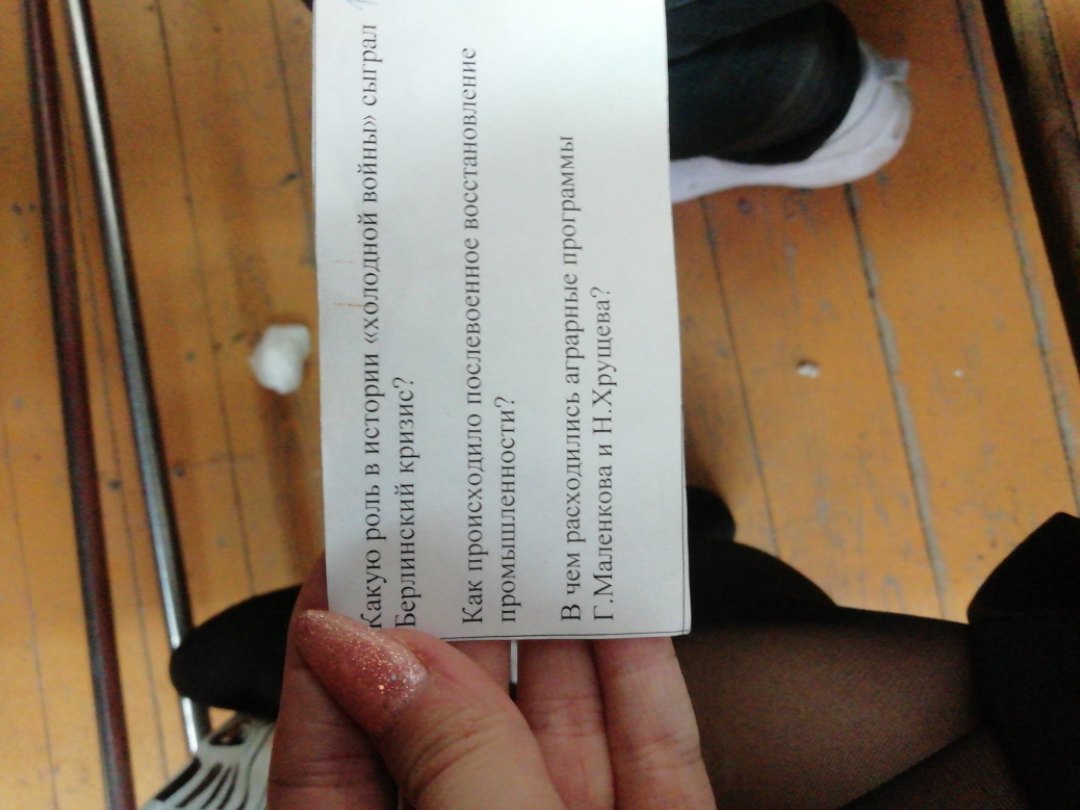 Какую роль в истории «холодной войны» сыграл
Берлинский кризис?
Как происходило послевоенное восстановление
промышленности?
В чем расходились аграрные программы
Г.Маленкова и Н.Хрущева?